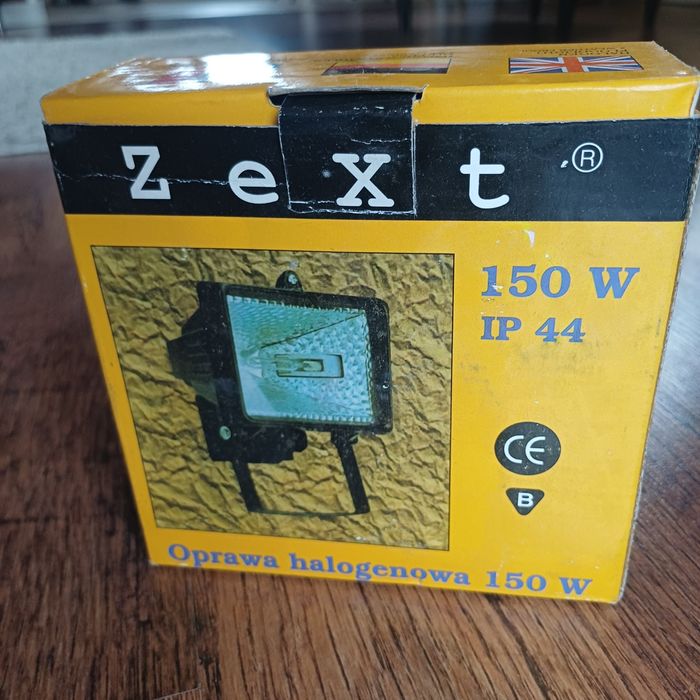 Zext ®
150 W
IP 44
CE
B
Oprawa halogenowa 150 W